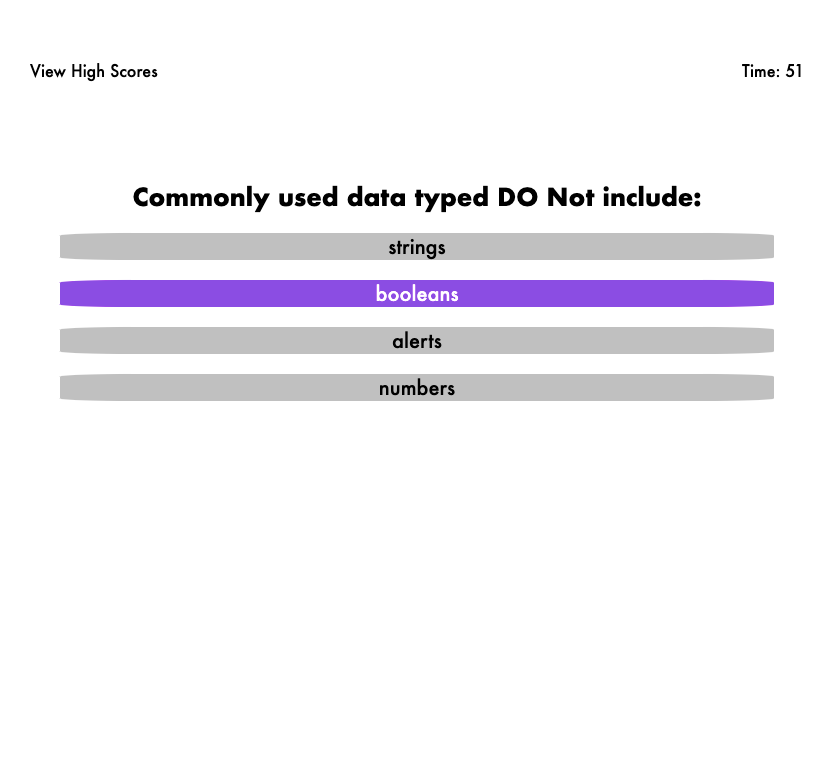 View High Scores
Time: 51
Commonly used data typed DO Not include:
strings
booleans
alerts
numbers